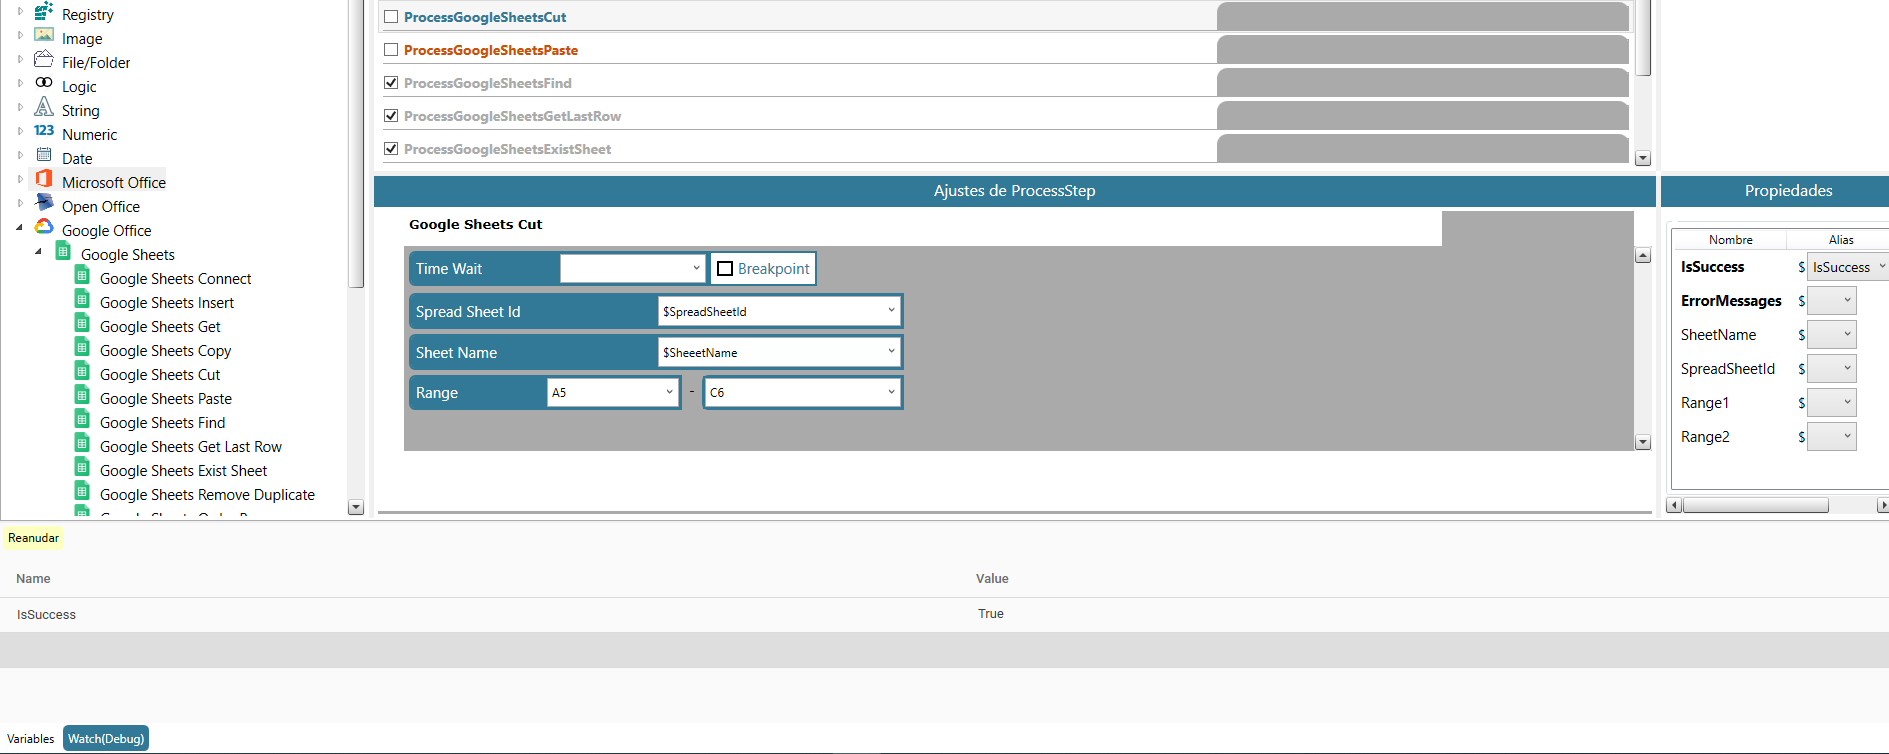 Registry
Image
File/Folder
Logic
String
123 Numeric
Date
Microsoft Office
Open Office
Google Office
Google Sheets
Google Sheets Connect
Google Sheets Insert
Google Sheets Get
Google Sheets Copy
Google Sheets Cut
Google Sheets Paste
Google Sheets Find
Google Sheets Get Last Row
Google Sheets Exist Sheet
Google Sheets Remove Duplicate
ProcessGoogleSheetsCut
ProcessGoogleSheetsPaste
ProcessGoogleSheetsFind
ProcessGoogleSheetsGetLastRow
ProcessGoogleSheetsExistSheet
Ajustes de ProcessStep
Google Sheets Cut
Time Wait Breakpoint
Spread Sheet Id $SpreadSheetId
Sheet Name $SheeetName
Range A5 - C6
Propiedades
Nombre Alias
IsSuccess $ IsSuccess
ErrorMessages $
SheetName $
SpreadSheetId $
Range1 $
Range2 $
Reanudar
Name Value
IsSuccess True
Variables Watch(Debug)